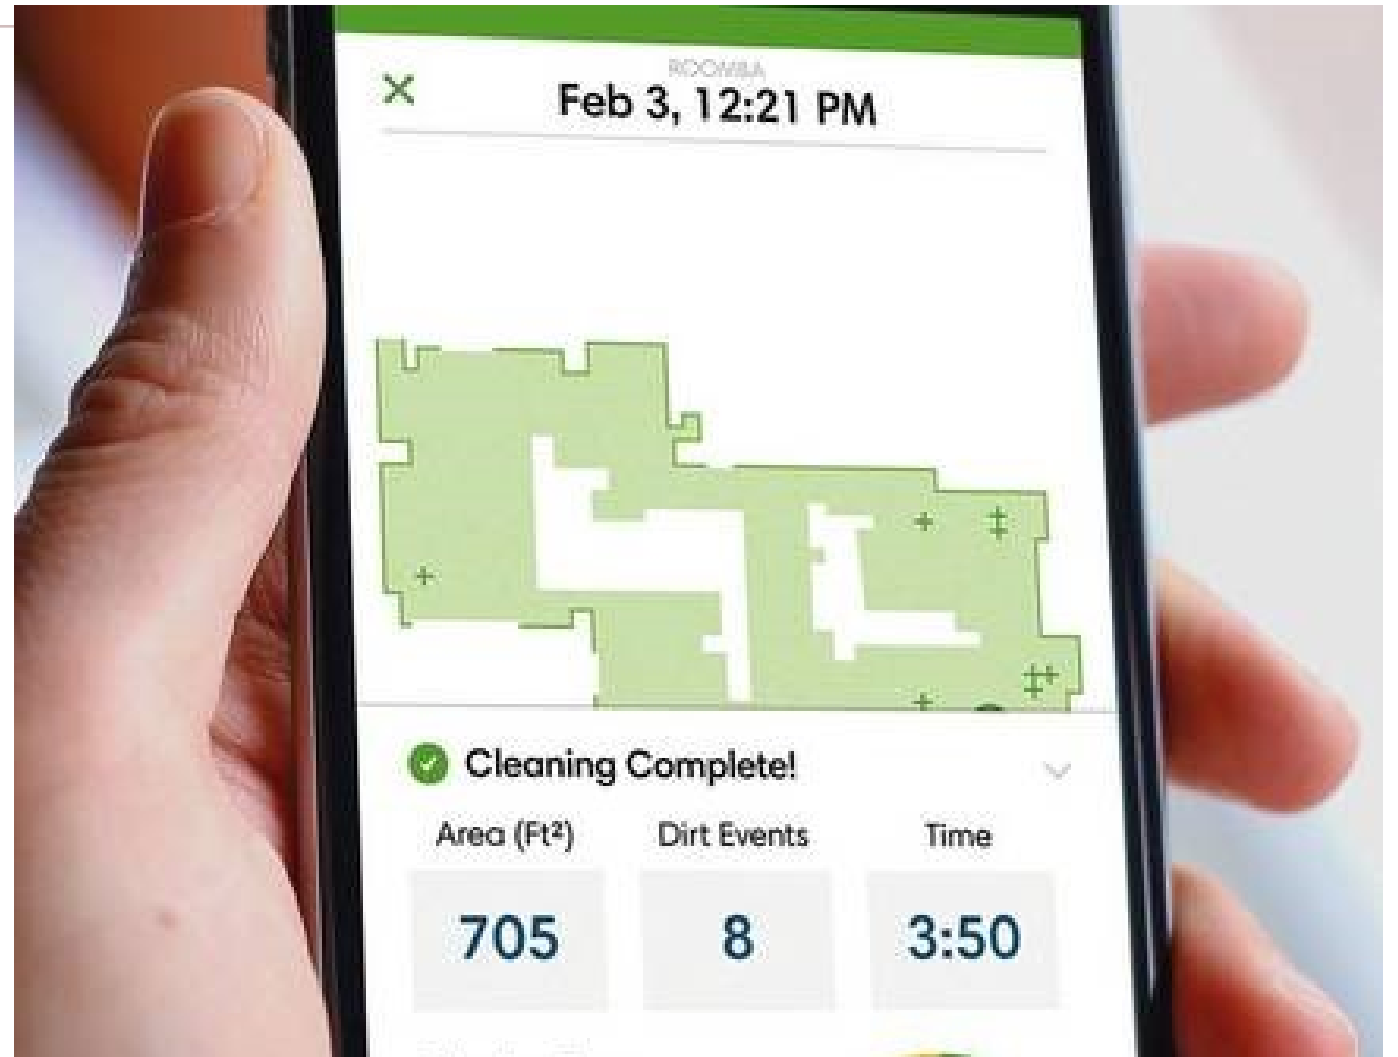 ROOMBA
Feb 3, 12:21 PM
Cleaning Complete!
Area (Ft²) Dirt Events Time
705 8 3:50